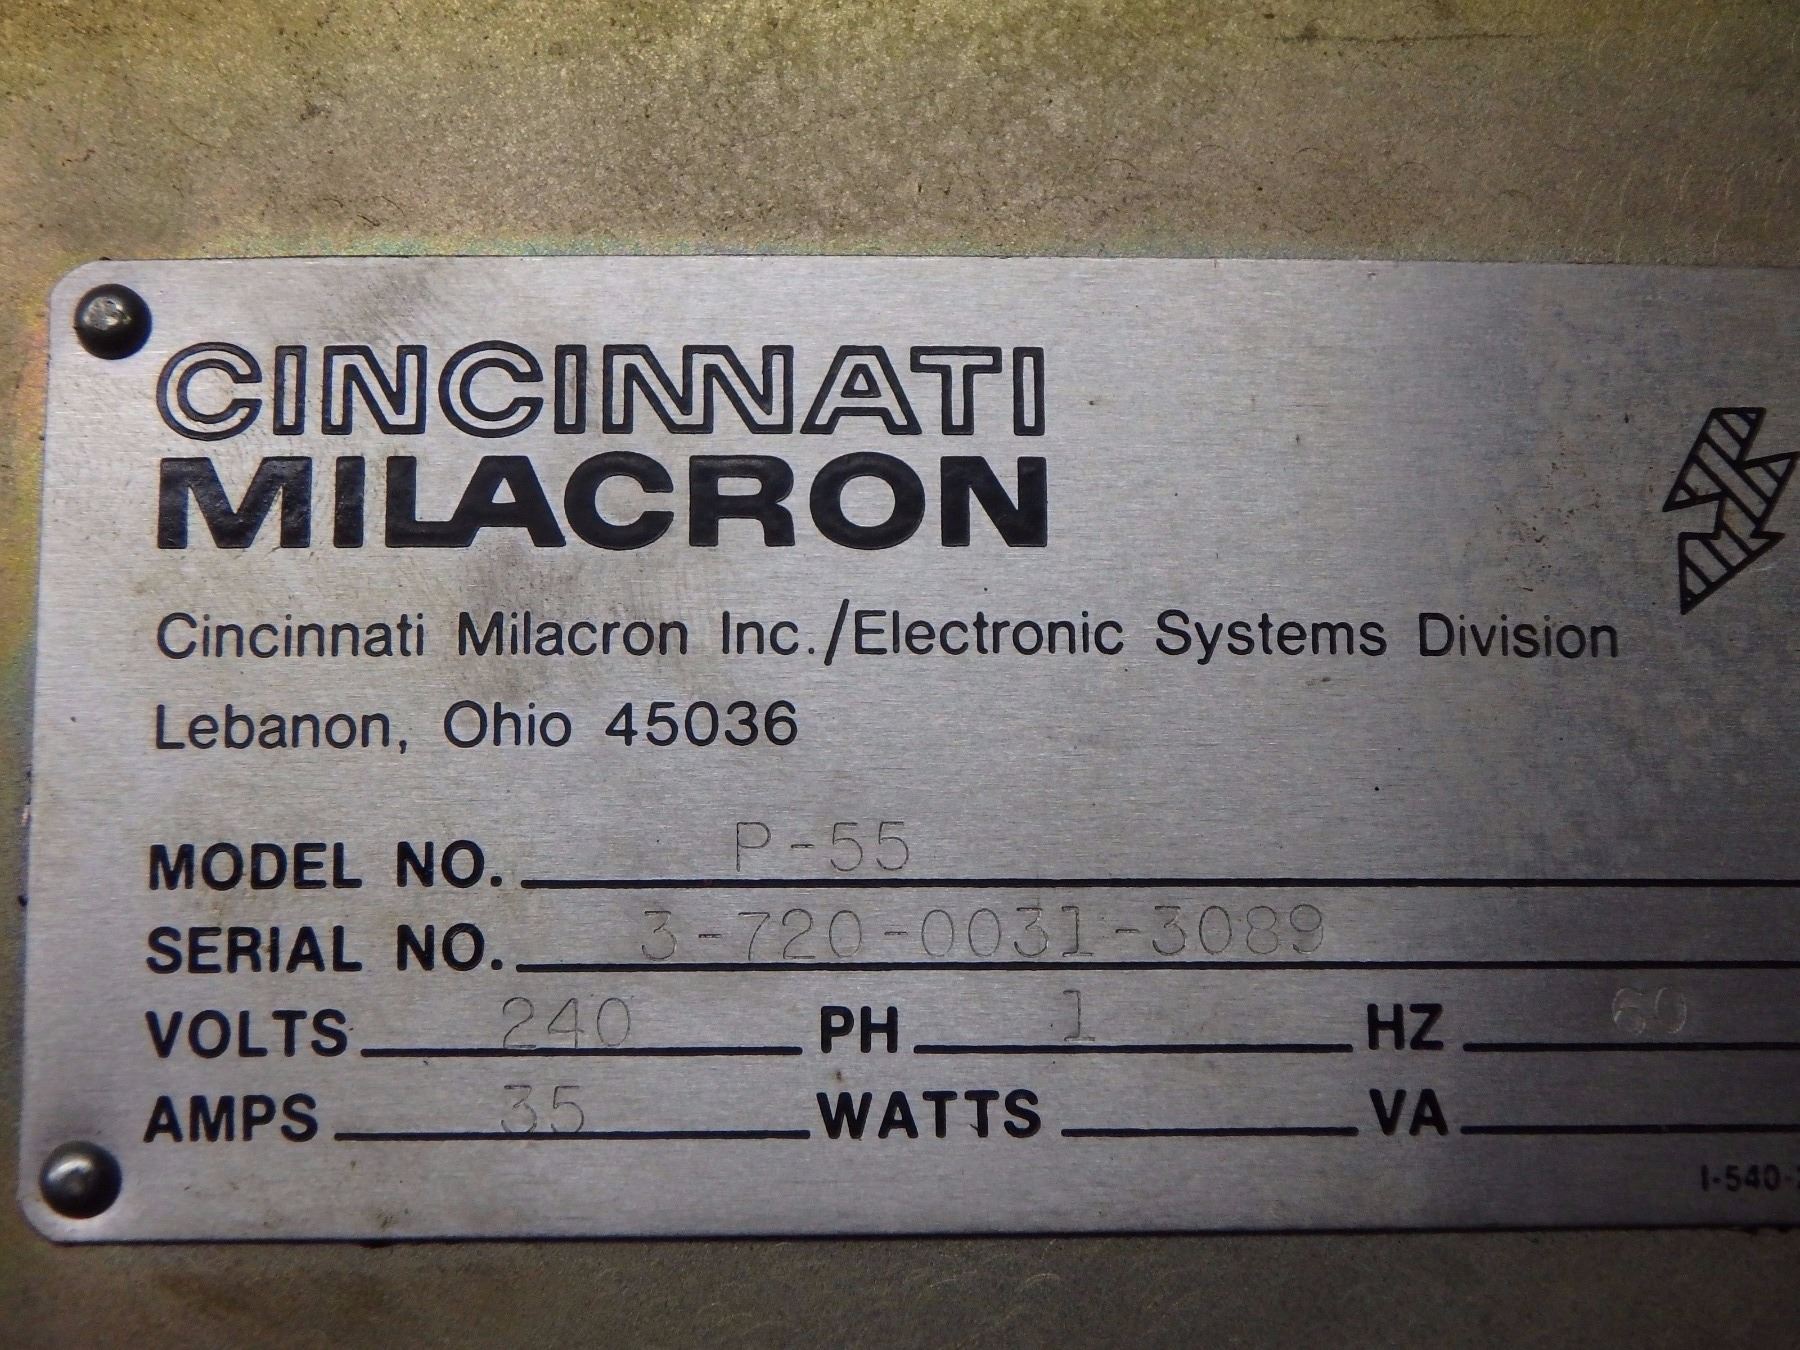 CINCINNATI
MILACRON
Cincinnati Milacron Inc./Electronic Systems Division
Lebanon, Ohio 45036
MODEL NO. P-55
SERIAL NO. 3-720-0031-3089
VOLTS 240 PH 1 HZ 60
AMPS 35 WATTS VA
I-540-